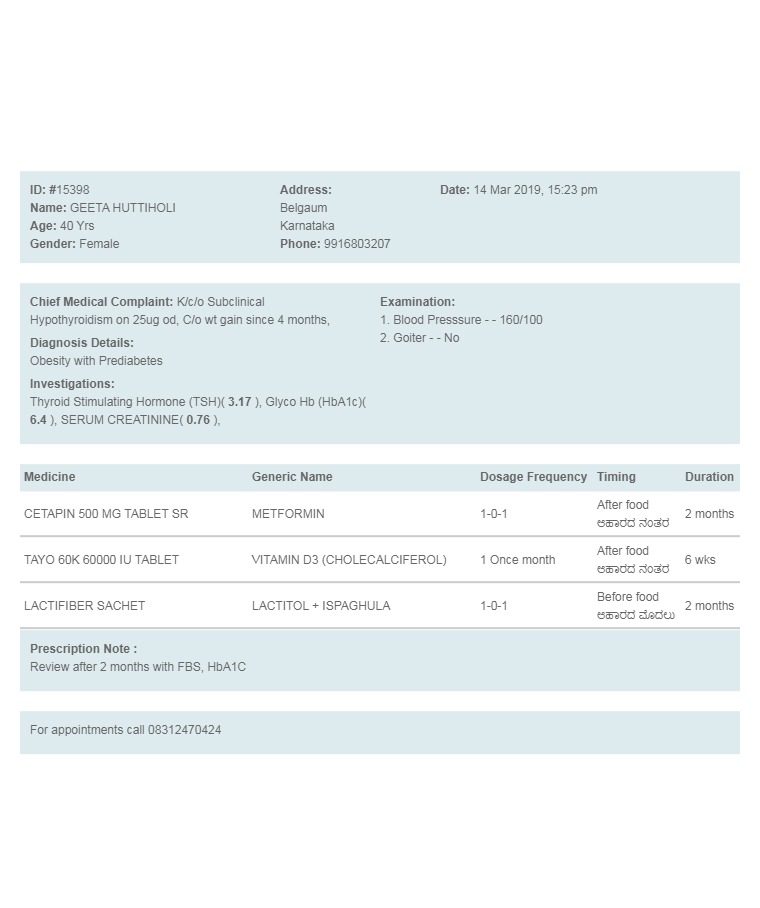 ID: #15398
Name: GEETA HUTTIHOLI
Age: 40 Yrs
Gender: Female
Address:
Belgaum
Karnataka
Phone: 9916803207
Date: 14 Mar 2019, 15:23 pm
Chief Medical Complaint: K/c/o Subclinical
Hypothyroidism on 25ug od, C/o wt gain since 4 months,
Diagnosis Details:
Obesity with Prediabetes
Investigations:
Thyroid Stimulating Hormone (TSH)( 3.17 ), Glyco Hb (HbA1c)(
6.4 ), SERUM CREATININE( 0.76 ),
Examination:
1. Blood Presssure - - 160/100
2. Goiter - - No
Medicine Generic Name Dosage Frequency Timing Duration
CETAPIN 500 MG TABLET SR METFORMIN 1-0-1 After food 2 months
ಆಹಾರದ ನಂತರ
TAYO 60K 60000 IU TABLET VITAMIN D3 (CHOLECALCIFEROL) 1 Once month After food 6 wks
ಆಹಾರದ ನಂತರ
LACTIFIBER SACHET LACTITOL + ISPAGHULA 1-0-1 Before food 2 months
ಆಹಾರದ ಮೊದಲು
Prescription Note :
Review after 2 months with FBS, HbA1C
For appointments call 08312470424